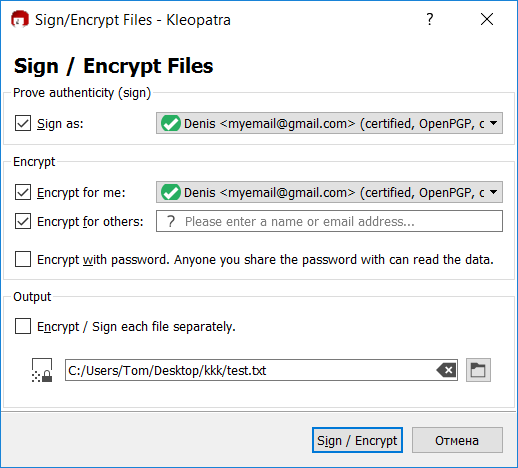 Sign/Encrypt Files - Kleopatra
Sign / Encrypt Files
Prove authenticity (sign)
Sign as: Denis <myemail@gmail.com> (certified, OpenPGP, c
Encrypt
Encrypt for me: Denis <myemail@gmail.com> (certified, OpenPGP, c
Encrypt for others: ? Please enter a name or email address...
Encrypt with password. Anyone you share the password with can read the data.
Output
Encrypt / Sign each file separately.
C:/Users/Tom/Desktop/kkk/test.txt
Sign / Encrypt Отмена